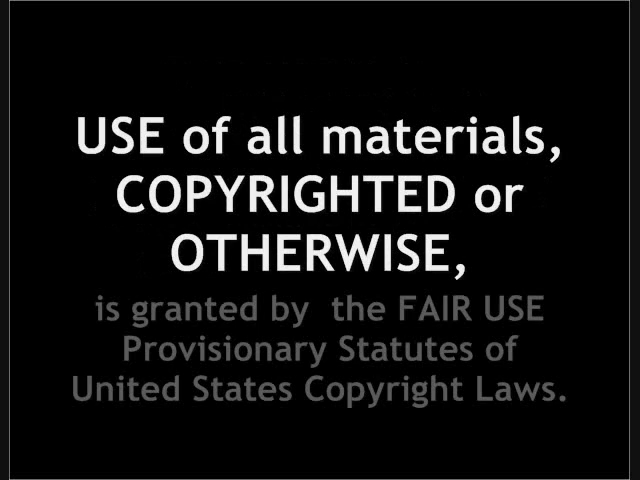 USE of all materials,
COPYRIGHTED or
OTHERWISE,
is granted by the FAIR USE
Provisionary Statutes of
United States Copyright Laws.